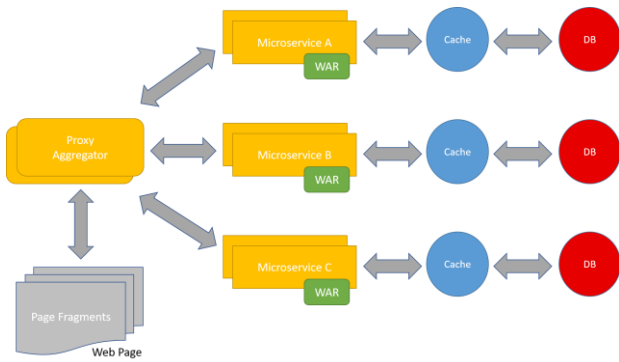 Microservice A
WAR
Cache
DB
Proxy
Aggregator
Microservice B
WAR
Cache
DB
Microservice C
WAR
Cache
DB
Page Fragments
Web Page